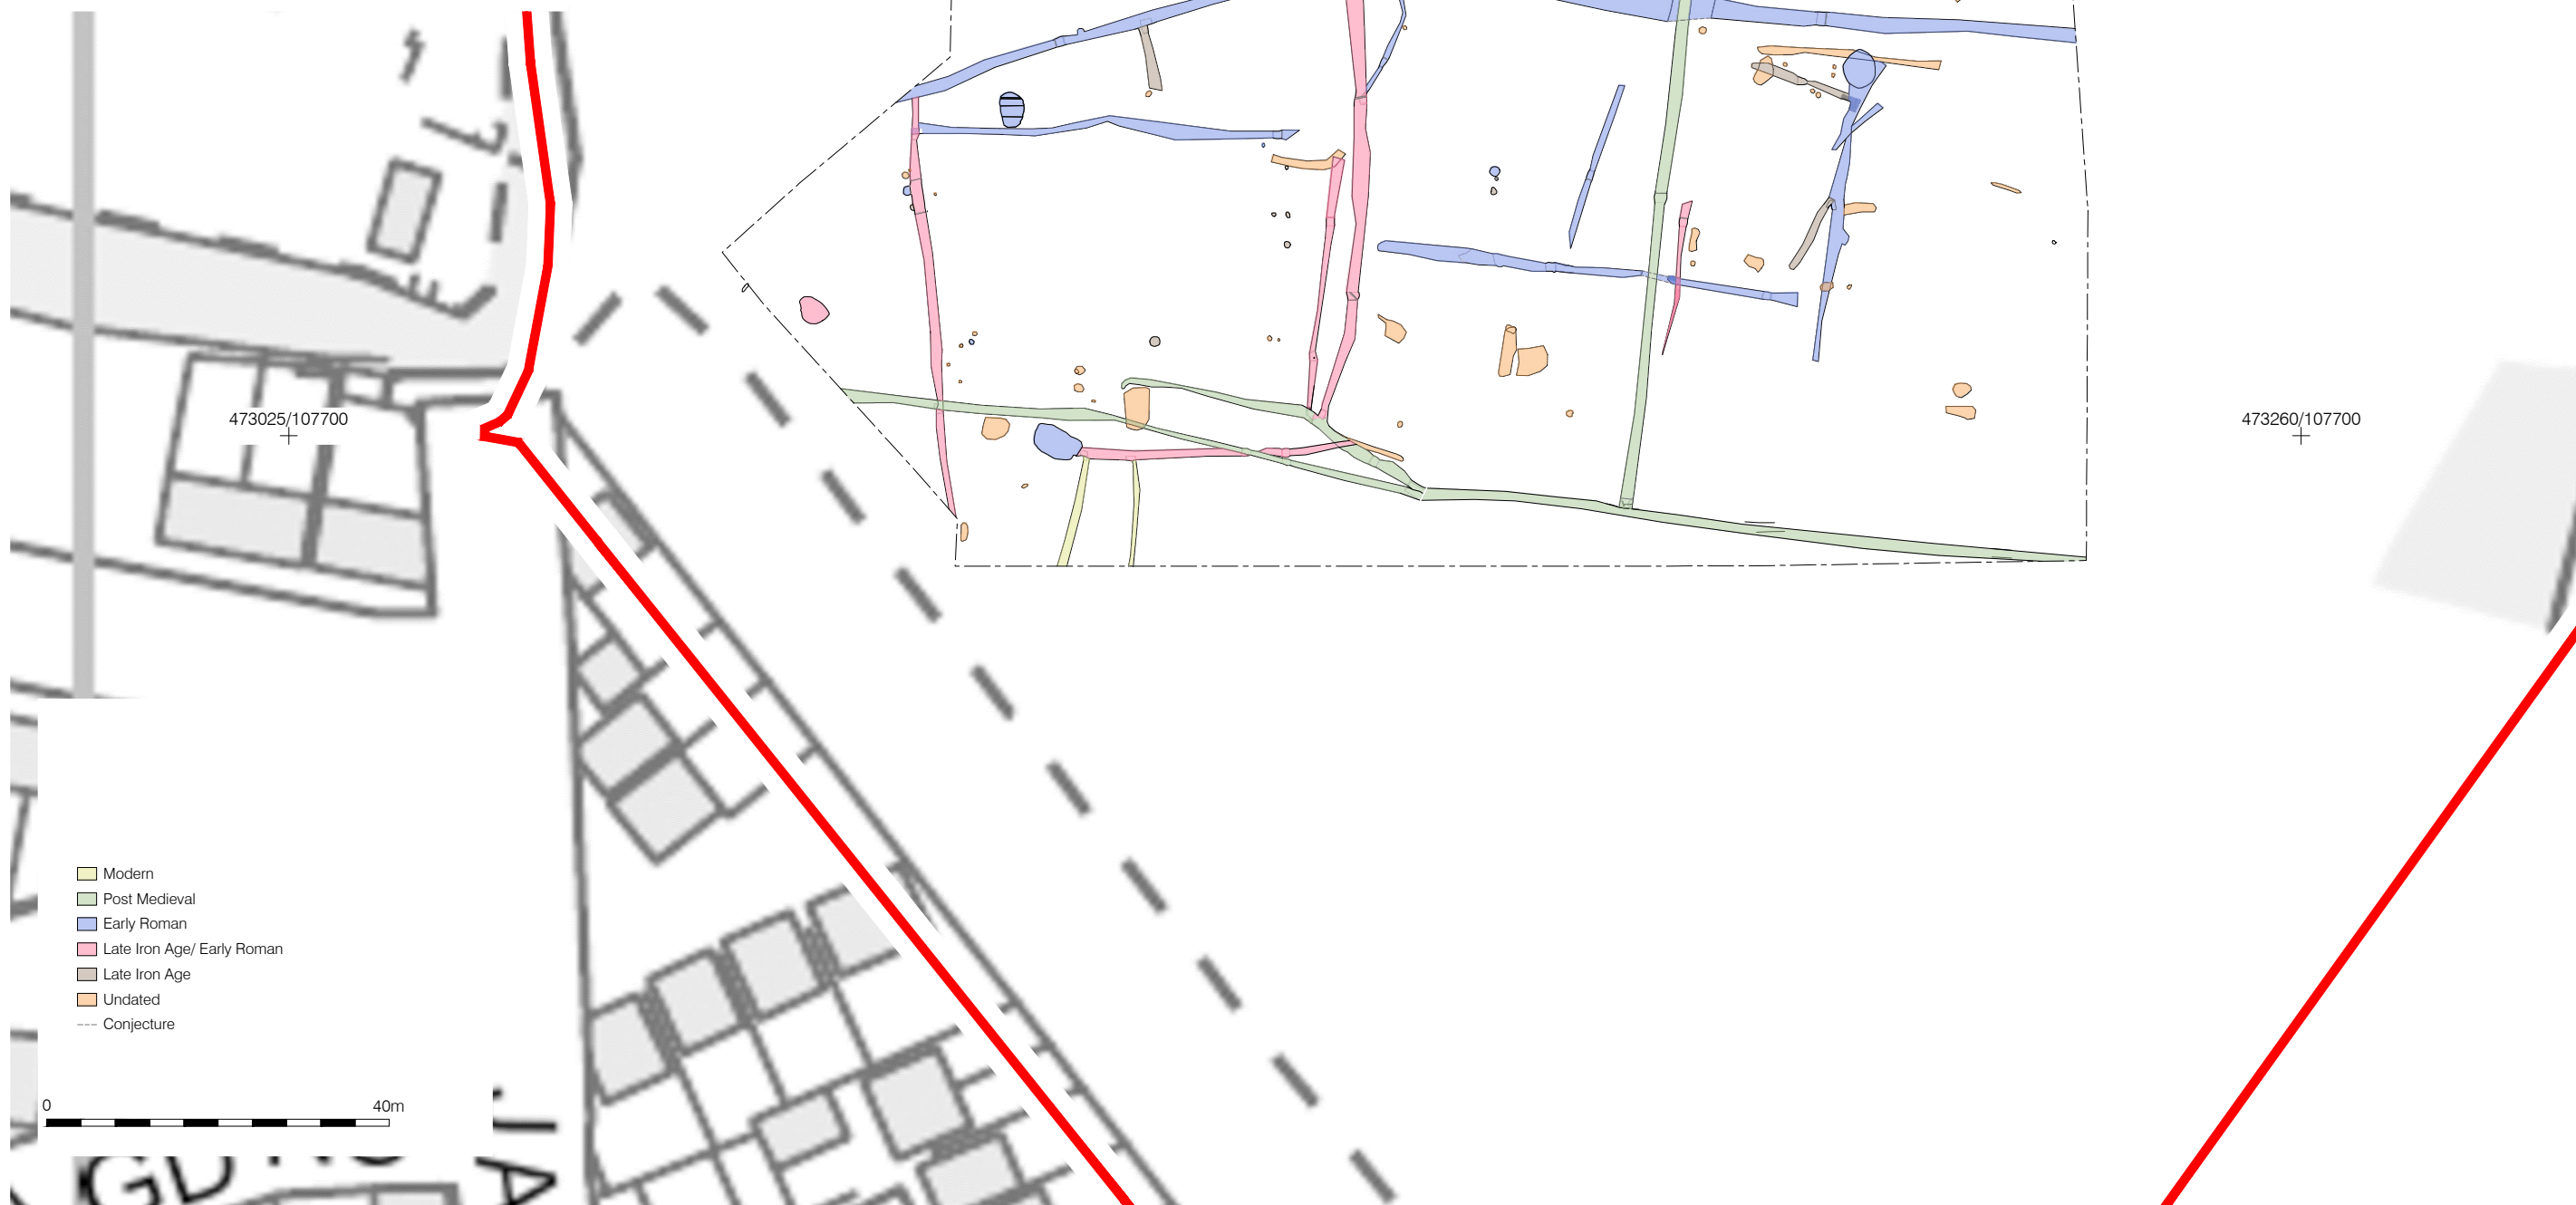 473025/107700
473260/107700
Modern
Post Medieval
Early Roman
Late Iron Age/ Early Roman
Late Iron Age
Undated
Conjecture
0 40m